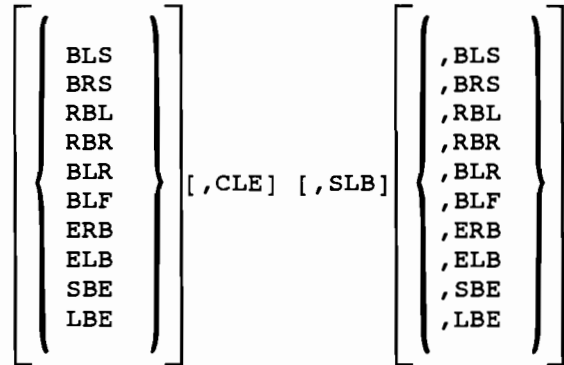 BLS ,BLS
BRS ,BRS
RBL ,RBL
RBR ,RBR
BLR ,BLR
[,CLE] [,SLB]
BLF ,BLF
ERB ,ERB
ELB ,ELB
SBE ,SBE
LBE ,LBE